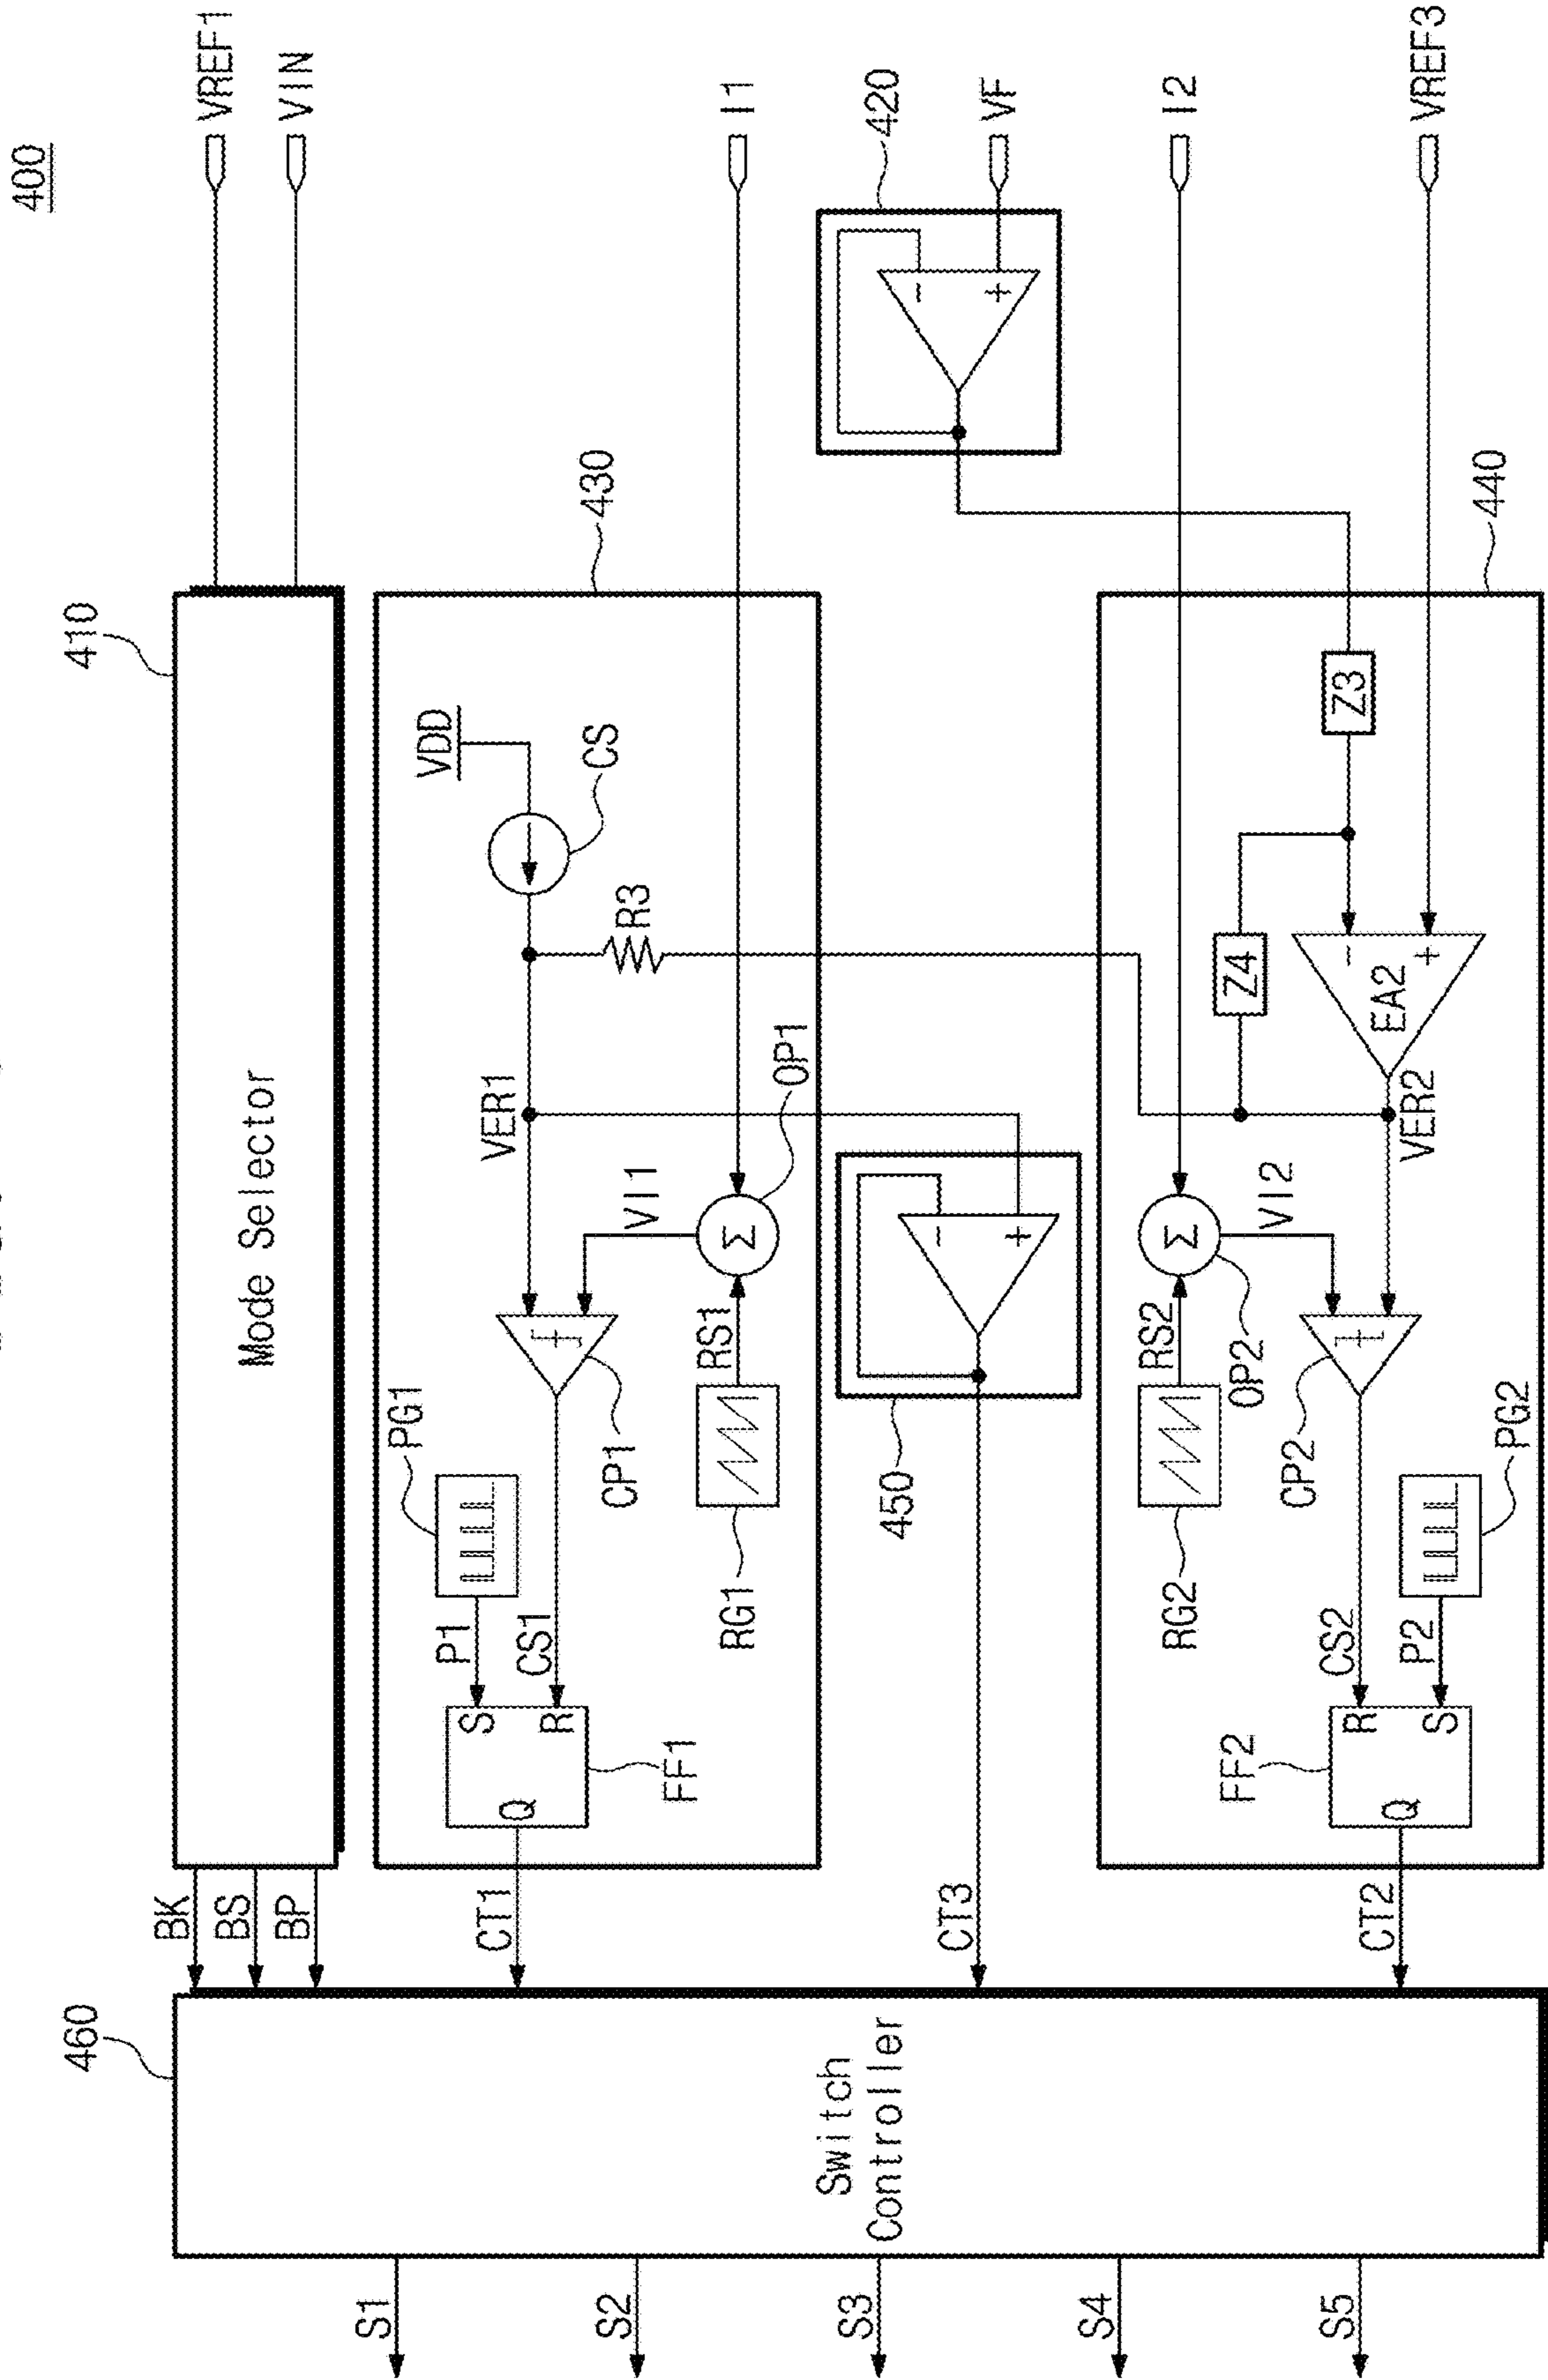 400
VREF1
VIN
I1
420
VF
I2
VREF3
410
430
440
Mode Selector
VDD
CS
R3
VER1
VI1
OP1
Σ
RS1
RG1
CP1
PG1
P1
CS1
S
R
Q
FF1
-
+
450
Z3
Z4
-
+
EA2
VER2
VI2
Σ
OP2
RS2
RG2
CP2
PG2
P2
CS2
R
S
Q
FF2
-
+
BK
BS
BP
CT1
CT3
CT2
460
Switch
Controller
S1
S2
S3
S4
S5